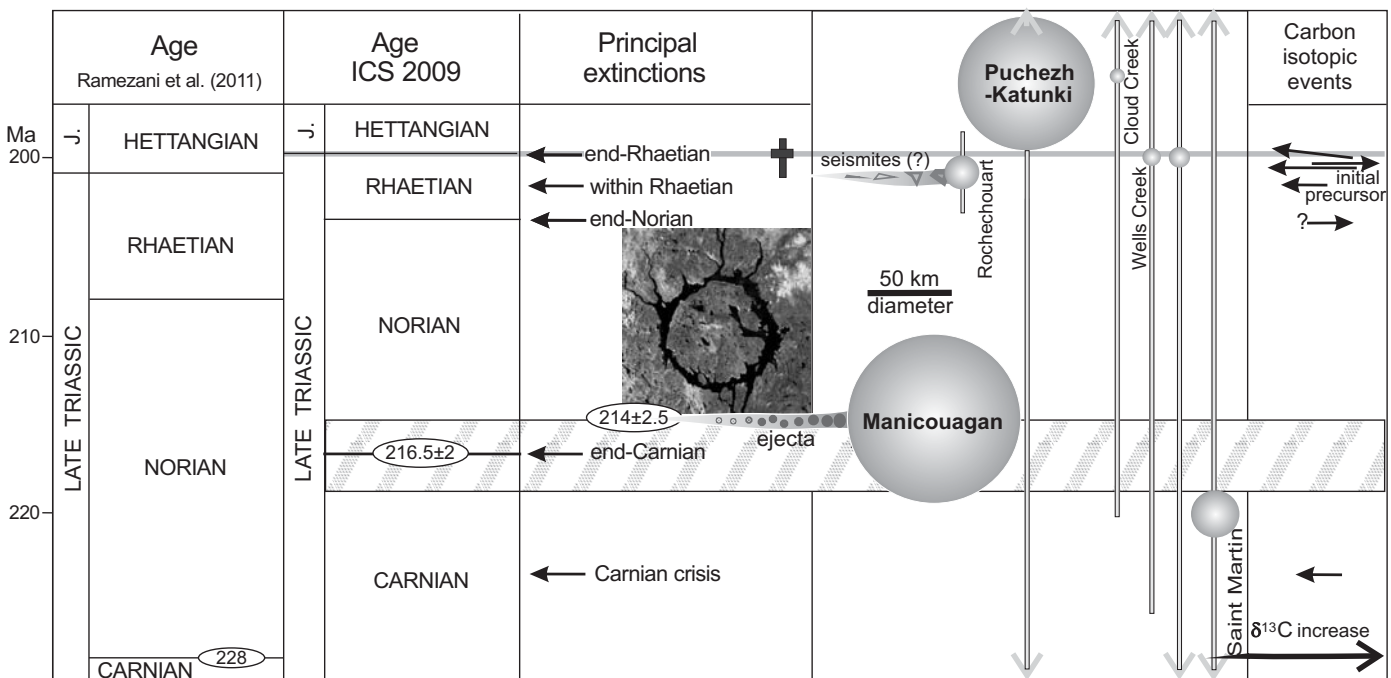 Age
Ramezani et al. (2011)
Age
ICS 2009
Principal
extinctions
Carbon
isotopic
events
Puchezh
-Katunki
Cloud Creek
Ma
J.
HETTANGIAN
J.
HETTANGIAN
200
end-Rhaetian
seismites (?)
RHAETIAN
within Rhaetian
initial
precursor
end-Norian
?
Rochechouart
Wells Creek
RHAETIAN
50 km
diameter
NORIAN
210
LATE TRIASSIC
LATE TRIASSIC
214±2.5
ejecta
Manicouagan
216.5±2
end-Carnian
NORIAN
220
CARNIAN
Carnian crisis
Saint Martin
δ¹³C increase
228
CARNIAN